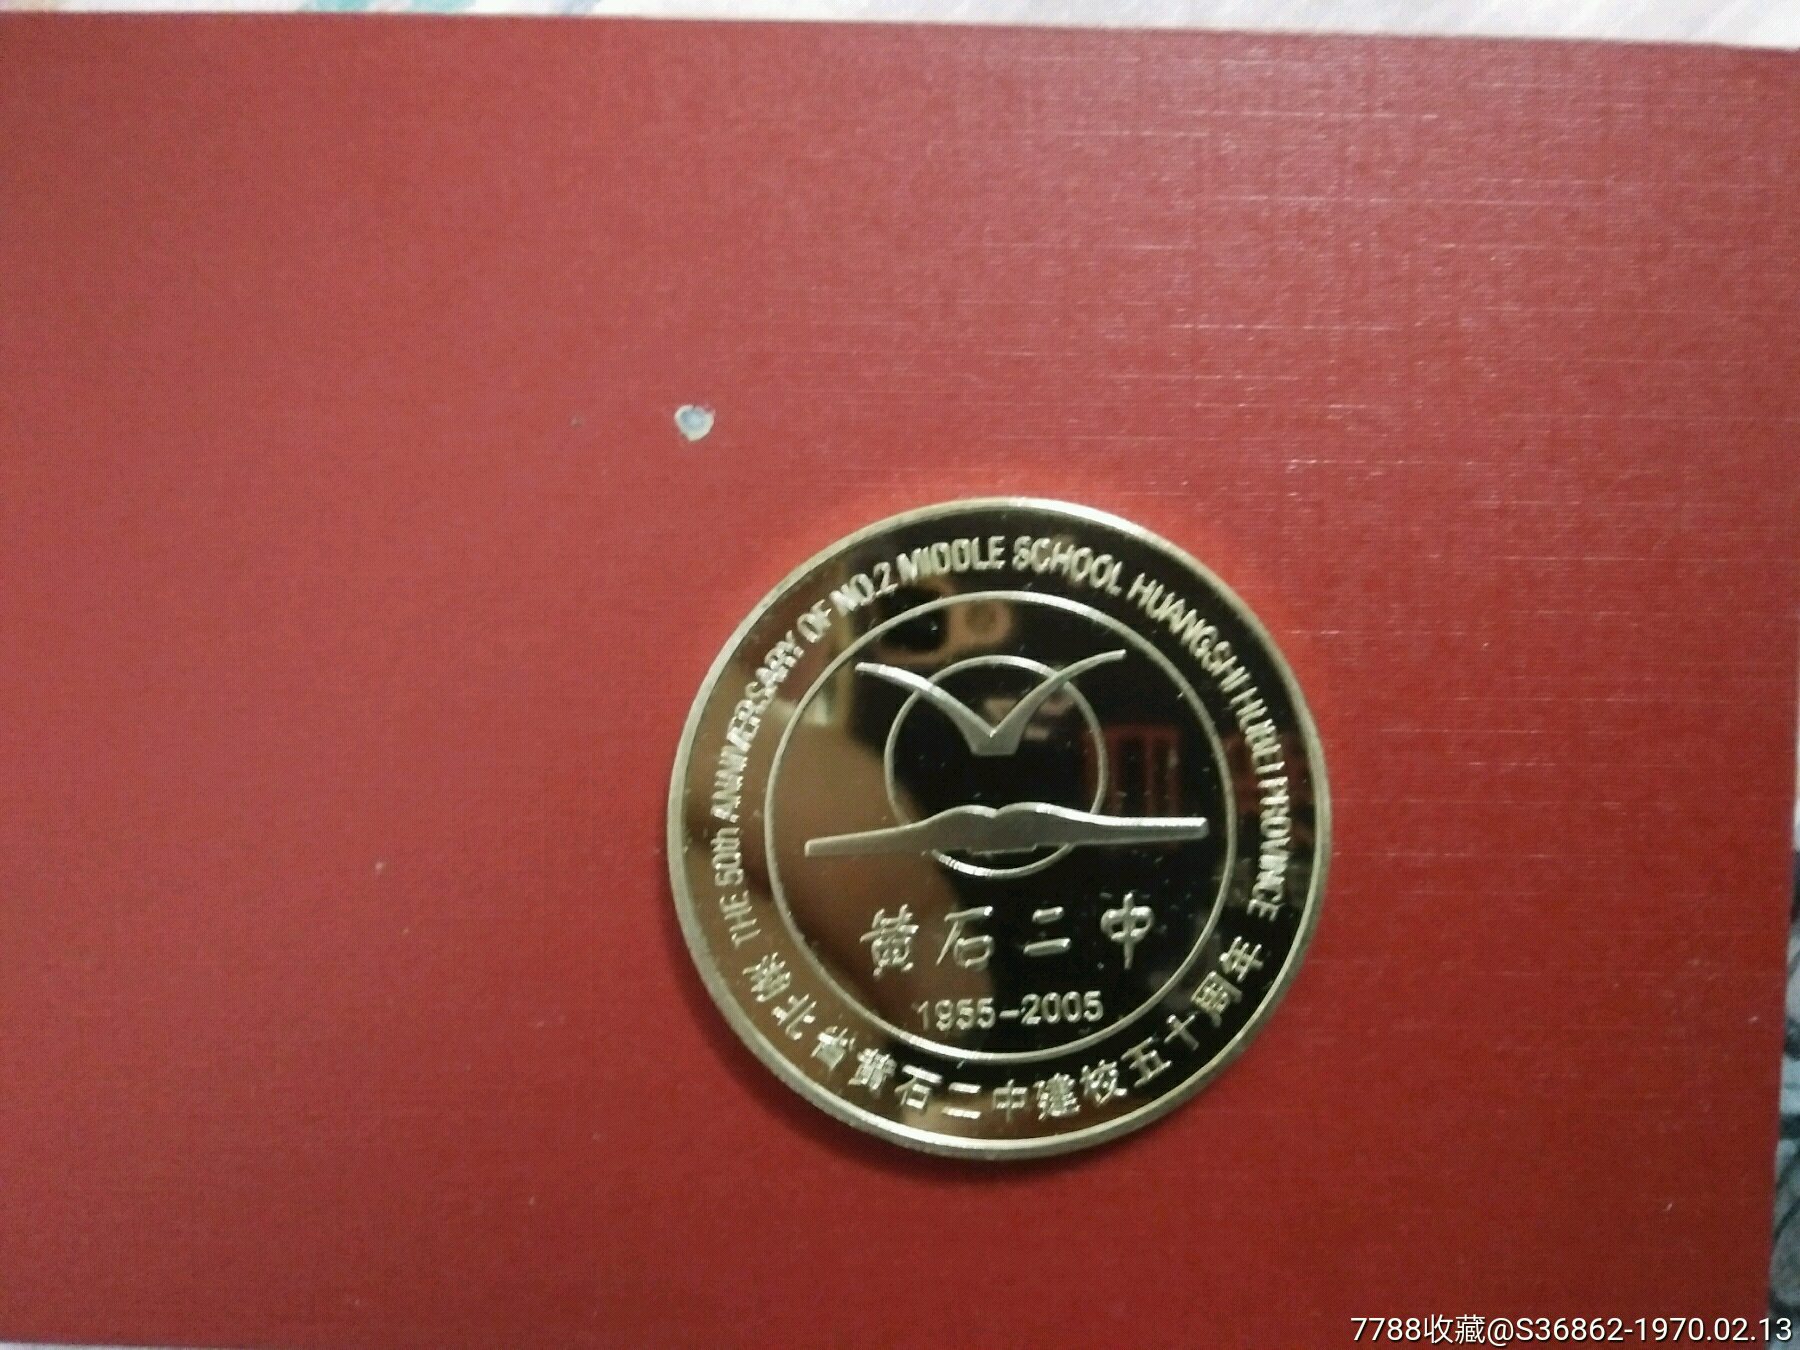 THE 50th ANNIVERSARY OF NO.2 MIDDLE SCHOOL HUANGSHI HUBEI PROVINCE
黄石二中
1955-2005
湖北省黄石二中建校五十周年
7788收藏@S36862-1970.02.13